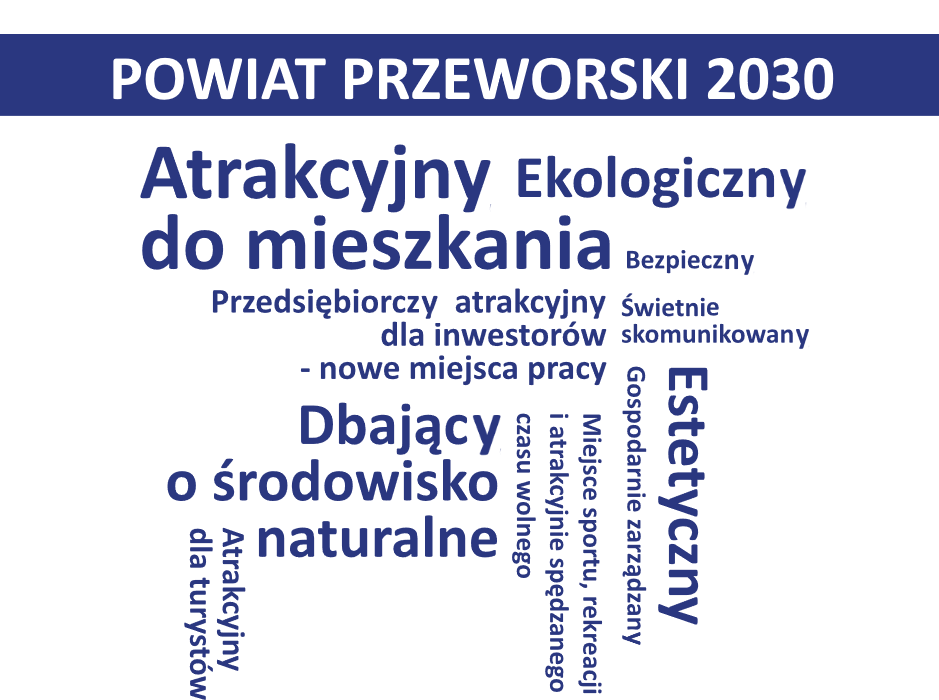 POWIAT PRZEWORSKI 2030
Atrakcyjny
do mieszkania
Ekologiczny
Bezpieczny
Przedsiębiorczy atrakcyjny
dla inwestorów
- nowe miejsca pracy
Świetnie
skomunikowany
Dbający
o środowisko
naturalne
Atrakcyjny
dla turystów
Miejsce sportu, rekreacji
i atrakcyjnie spędzanego
czasu wolnego
Gospodarnie zarządzany
Estetyczny